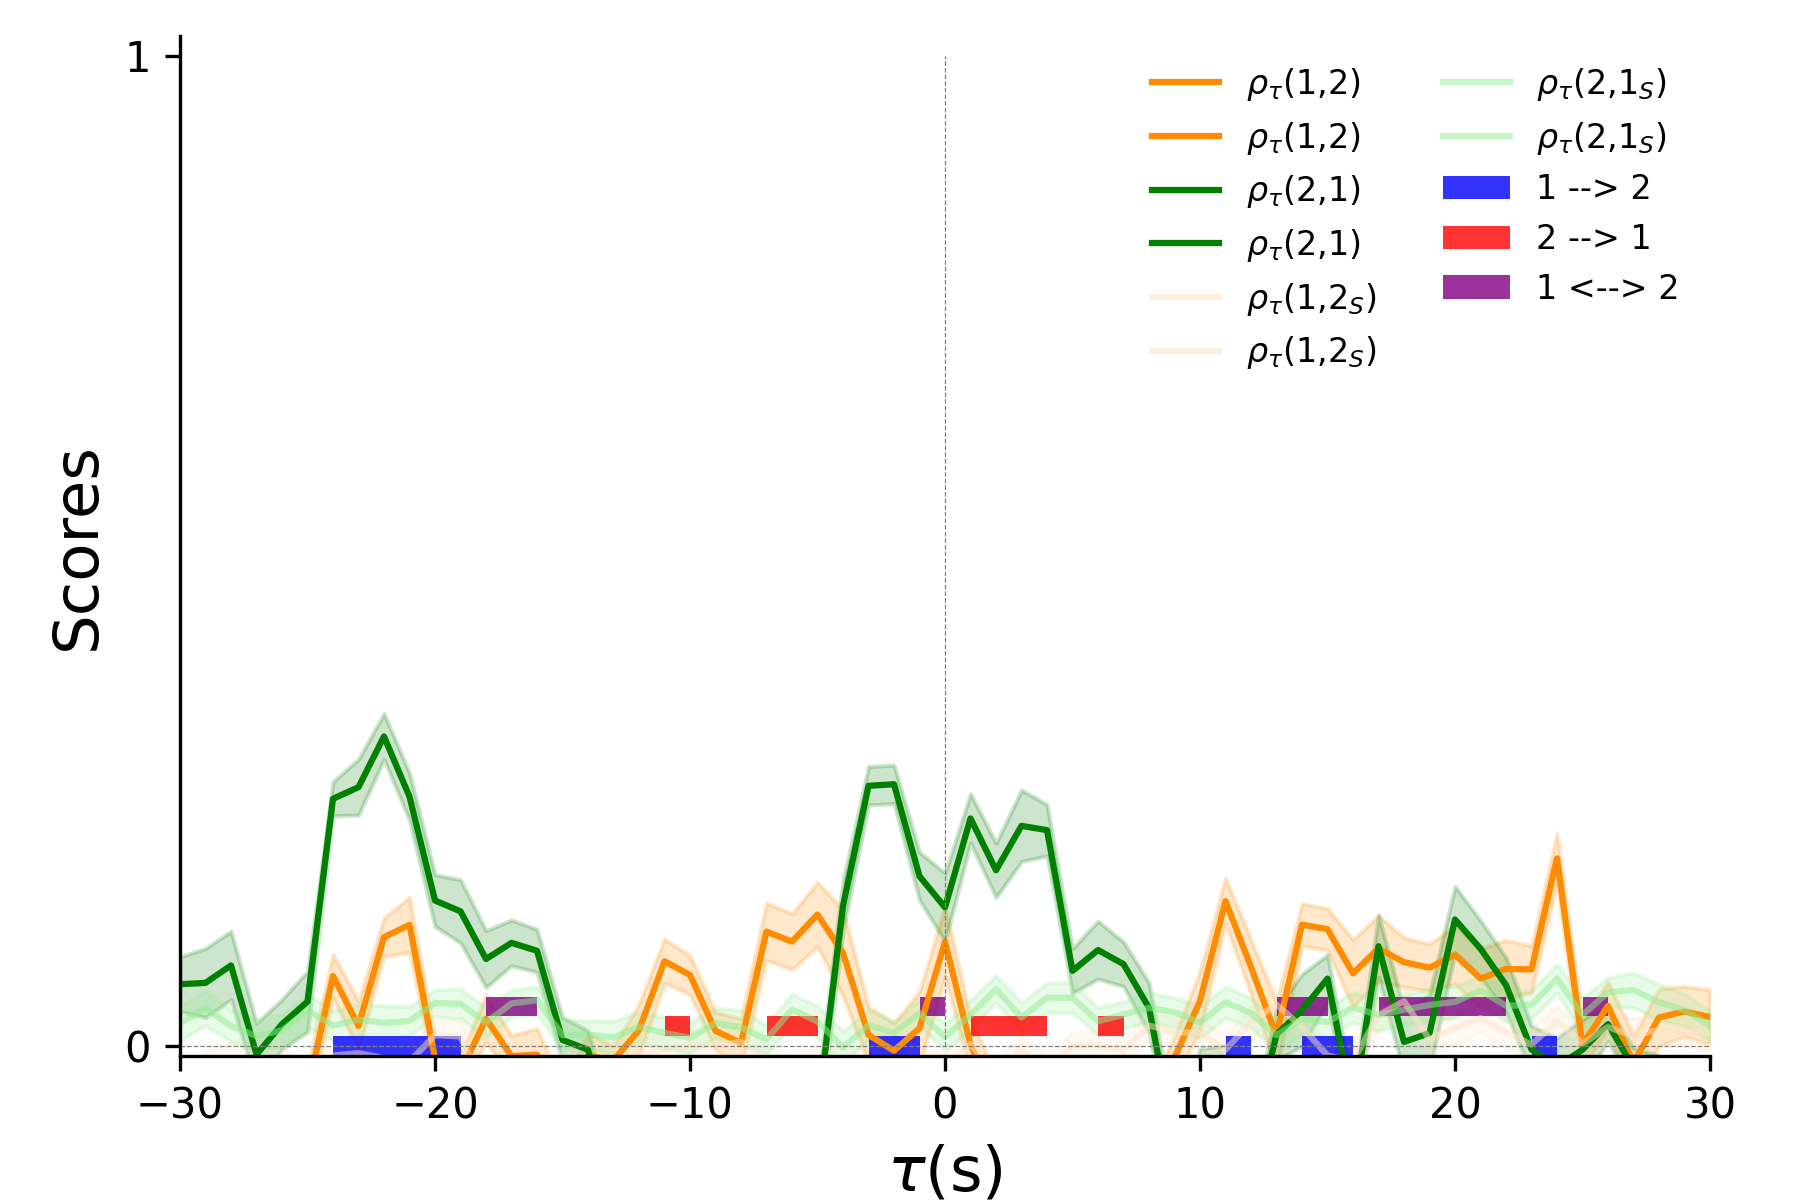 1
ρτ(1,2)
ρτ(1,2)
ρτ(2,1)
ρτ(2,1)
ρτ(1,2S)
ρτ(1,2S)
ρτ(2,1S)
ρτ(2,1S)
1 --> 2
2 --> 1
1 <--> 2
Scores
0
−30 −20 −10 0 10 20 30
τ(s)